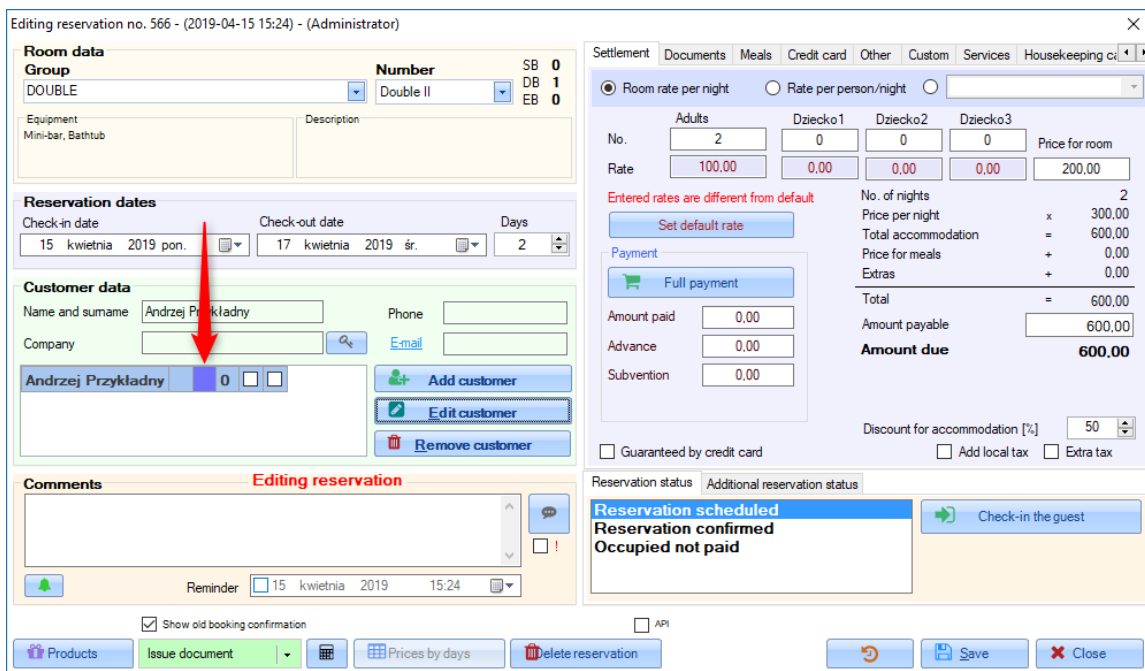 Editing reservation no. 566 - (2019-04-15 15:24) - (Administrator)
Room data
Group
Number
SB 0
DB 1
EB 0
DOUBLE
Double II
Equipment
Mini-bar, Bathtub
Description
Reservation dates
Check-in date
Check-out date
Days
15 kwietnia 2019 pon.
17 kwietnia 2019 śr.
2
Customer data
Name and surname
Andrzej Przykładny
Phone
Company
E-mail
Andrzej Przykładny 0
Add customer
Edit customer
Remove customer
Comments
Editing reservation
!
Reminder
15 kwietnia 2019 15:24
Settlement Documents Meals Credit card Other Custom Services
Room rate per night
Rate per person/night
Adults Dziecko1 Dziecko2 Dziecko3
No. 2 0 0 0
Price for room
Rate 100,00 0,00 0,00 0,00 200,00
Entered rates are different from default
Set default rate
Payment
Full payment
Amount paid 0,00
Advance 0,00
Subvention 0,00
No. of nights 2
Price per night x 300,00
Total accommodation = 600,00
Price for meals + 0,00
Extras + 0,00
Total = 600,00
Amount payable 600,00
Amount due 600,00
Discount for accommodation [%] 50
Guaranteed by credit card
Add local tax
Extra tax
Reservation status
Additional reservation status
Reservation scheduled
Reservation confirmed
Occupied not paid
Check-in the guest
Show old booking confirmation
API
Products
Issue document
Prices by days
Delete reservation
Save
Close